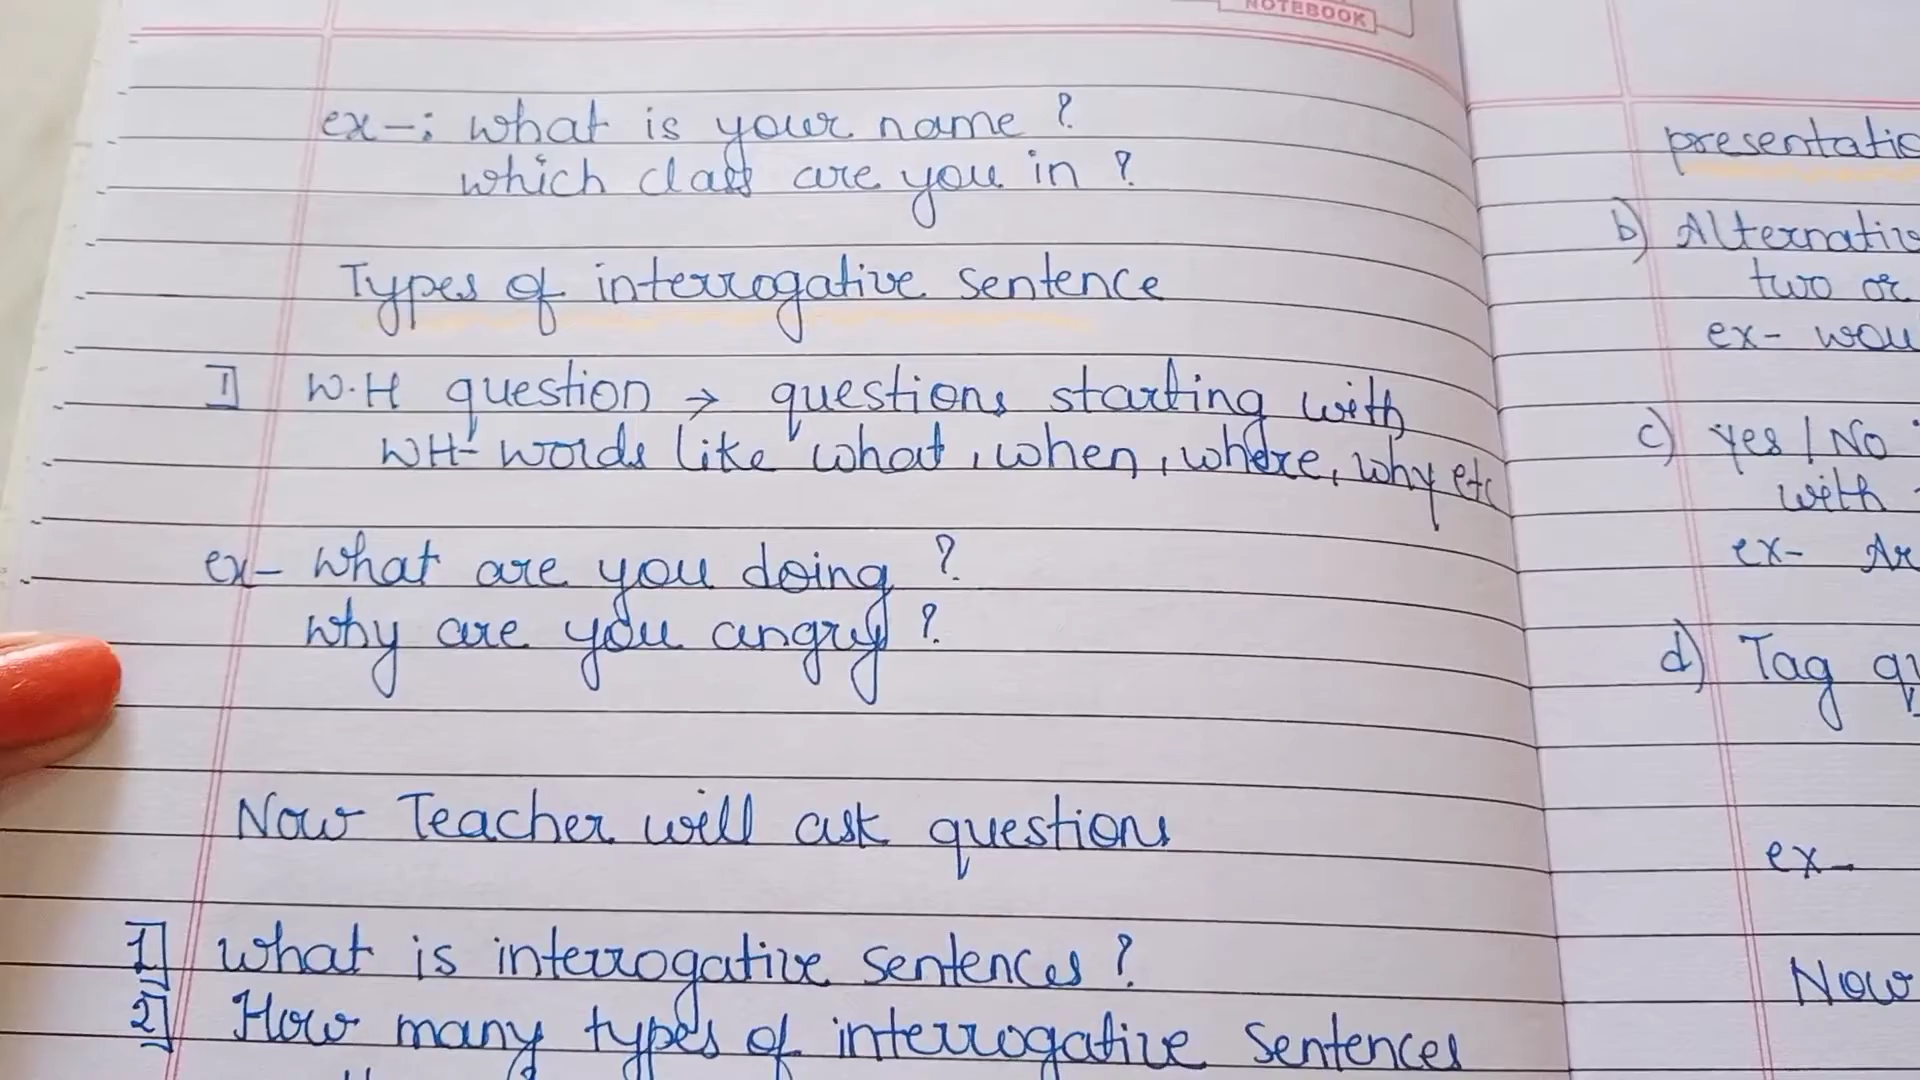 NOTEBOOK
ex-: what is your name ?
which class are you in ?
Types of interrogative sentence
I] W.H question → questions starting with
WH- words like what, when, where, why etc
ex- What are you doing ?
why are you angry ?
Now Teacher will ask questions
1] what is interrogative sentences ?
2] How many types of interrogative sentences
b) Alternativ
two or
ex- wou
c) Yes / No
with
ex- Ar
d) Tag qu
ex-
Now